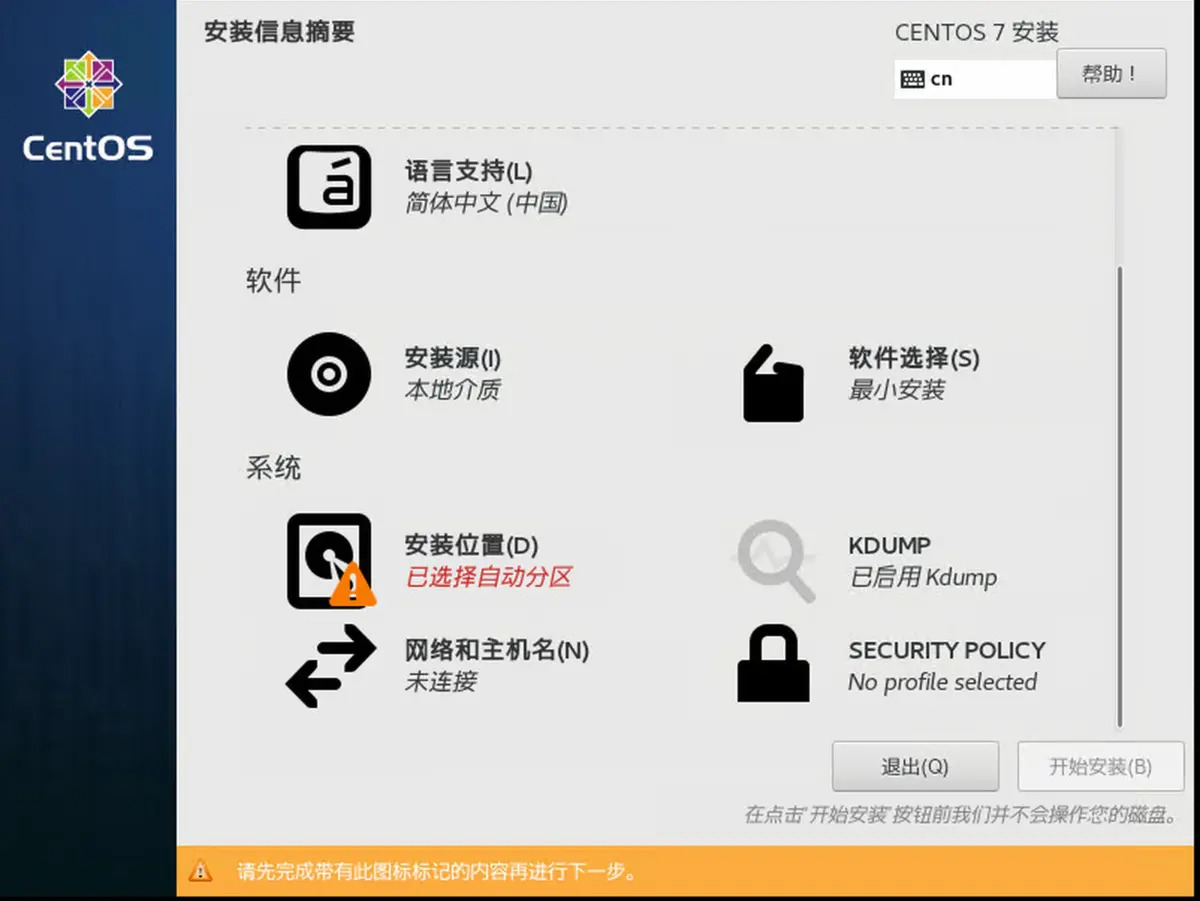 安装信息摘要
CENTOS 7 安装
cn
帮助！
CentOS
语言支持(L)
简体中文 (中国)
软件
安装源(I)
本地介质
软件选择(S)
最小安装
系统
安装位置(D)
已选择自动分区
KDUMP
已启用 Kdump
网络和主机名(N)
未连接
SECURITY POLICY
No profile selected
退出(Q)
开始安装(B)
在点击“开始安装”按钮前我们并不会操作您的磁盘。
请先完成带有此图标标记的内容再进行下一步。